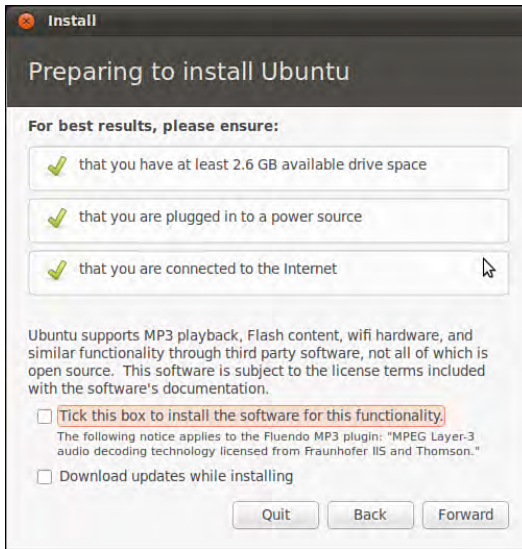 Install
Preparing to install Ubuntu
For best results, please ensure:
that you have at least 2.6 GB available drive space
that you are plugged in to a power source
that you are connected to the Internet
Ubuntu supports MP3 playback, Flash content, wifi hardware, and
similar functionality through third party software, not all of which is
open source. This software is subject to the license terms included
with the software's documentation.
Tick this box to install the software for this functionality.
The following notice applies to the Fluendo MP3 plugin: "MPEG Layer-3
audio decoding technology licensed from Fraunhofer IIS and Thomson."
Download updates while installing
Quit Back Forward